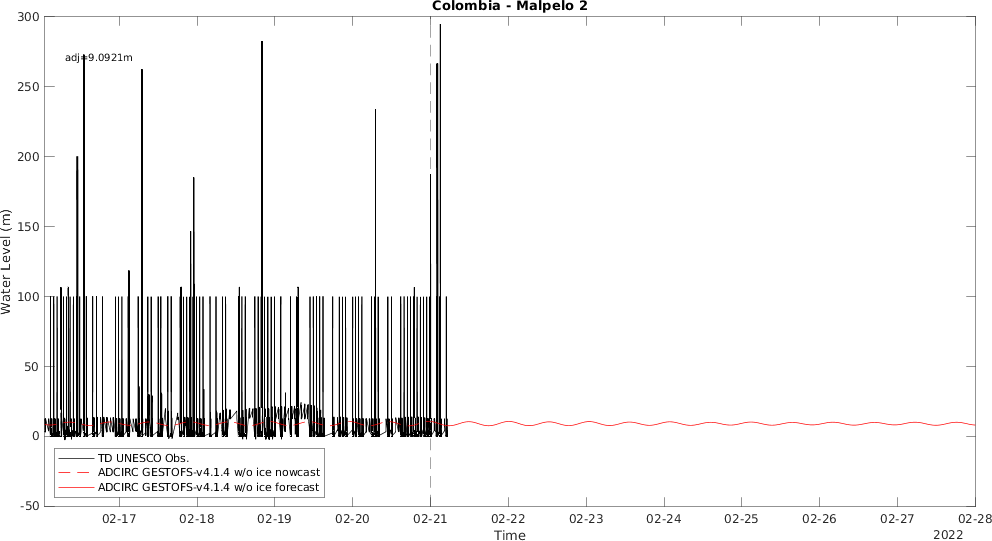 Colombia - Malpelo 2
300
250
200
150
100
50
0
-50
Water Level (m)
adj=9.0921m
TD UNESCO Obs.
ADCIRC GESTOFS-v4.1.4 w/o ice nowcast
ADCIRC GESTOFS-v4.1.4 w/o ice forecast
02-17 02-18 02-19 02-20 02-21 02-22 02-23 02-24 02-25 02-26 02-27 02-28
Time
2022